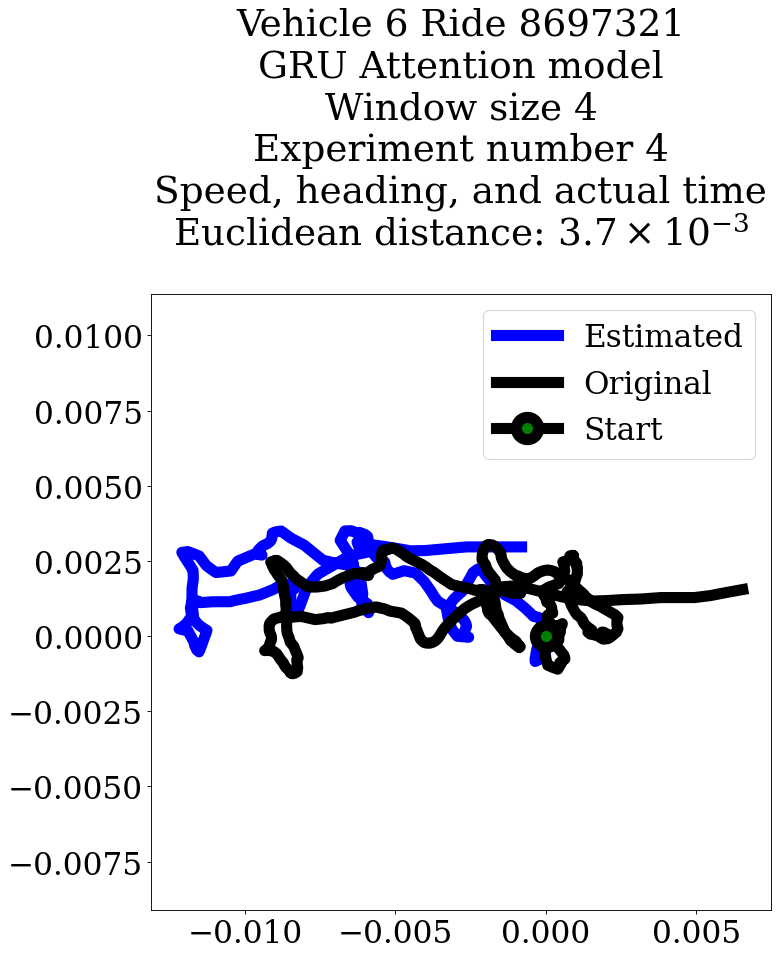 Vehicle 6 Ride 8697321
GRU Attention model
Window size 4
Experiment number 4
Speed, heading, and actual time
Euclidean distance: 3.7 × 10⁻³
Estimated
Original
Start
0.0100
0.0075
0.0050
0.0025
0.0000
−0.0025
−0.0050
−0.0075
−0.010 −0.005 0.000 0.005